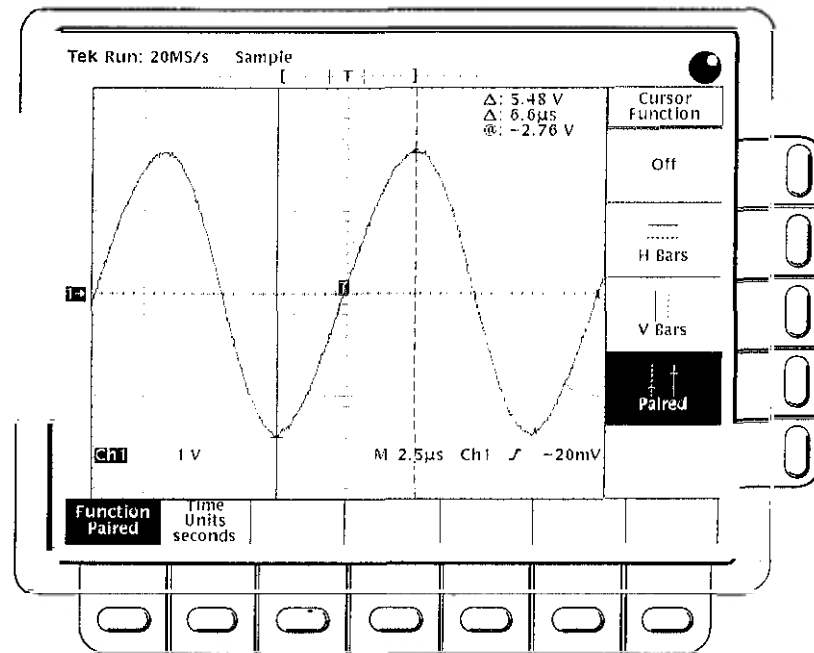 Tek Run: 20MS/s Sample
[ T ]
Δ: 5.48 V
Δ: 6.6µs
@: -2.76 V
Cursor
Function
Off
H Bars
V Bars
Paired
1→
T
Ch1 1 V M 2.5µs Ch1 ∫ -20mV
Function
Paired
Time
Units
seconds